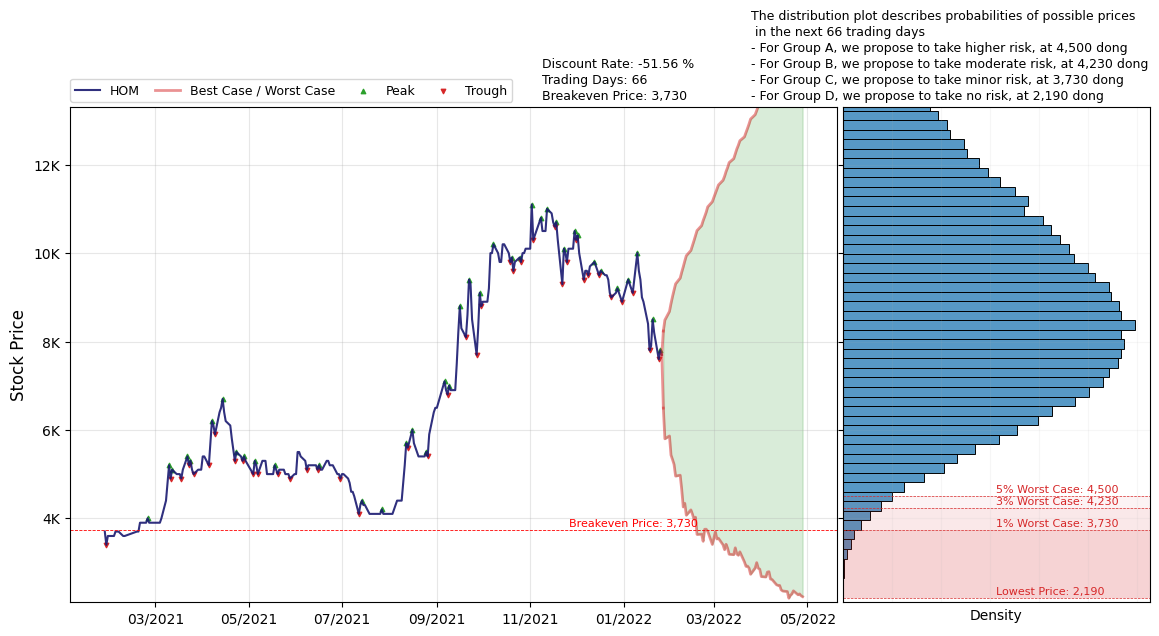 The distribution plot describes probabilities of possible prices
in the next 66 trading days
- For Group A, we propose to take higher risk, at 4,500 dong
- For Group B, we propose to take moderate risk, at 4,230 dong
- For Group C, we propose to take minor risk, at 3,730 dong
- For Group D, we propose to take no risk, at 2,190 dong
Discount Rate: -51.56 %
Trading Days: 66
Breakeven Price: 3,730
HOM Best Case / Worst Case Peak Trough
Stock Price
12K
10K
8K
6K
4K
Breakeven Price: 3,730
03/2021 05/2021 07/2021 09/2021 11/2021 01/2022 03/2022 05/2022
5% Worst Case: 4,500
3% Worst Case: 4,230
1% Worst Case: 3,730
Lowest Price: 2,190
Density